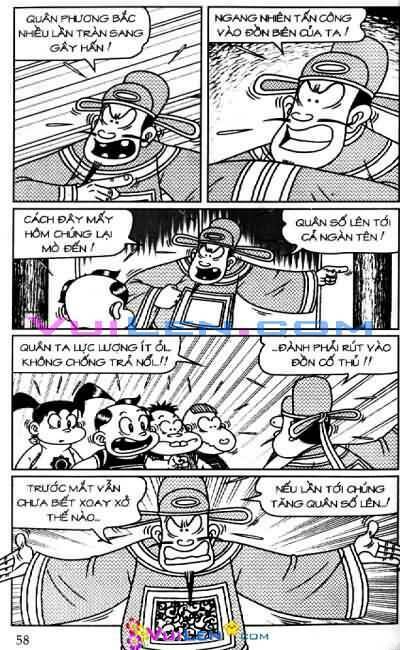 QUÂN PHƯƠNG BẮC
NHIỀU LẦN TRÀN SANG
GÂY HẤN!
NGANG NHIÊN TẤN CÔNG
VÀO ĐỒN BIÊN CỦA TA!
CÁCH ĐÂY MẤY
HÔM CHÚNG LẠI
MÒ ĐẾN!
QUÂN SỐ LÊN TỚI
CẢ NGÀN TÊN!
VUILEN.COM
QUÂN TA LỰC LƯỢNG ÍT ỎI..
KHÔNG CHỐNG TRẢ NỔI..!!
..ĐÀNH PHẢI RÚT VÀO
ĐỒN CỐ THỦ!!
TRƯỚC MẮT VẪN
CHƯA BIẾT XOAY XỞ
THẾ NÀO..
NẾU LẦN TỚI CHÚNG
TĂNG QUÂN SỐ LÊN..!
58
VUILEN.COM